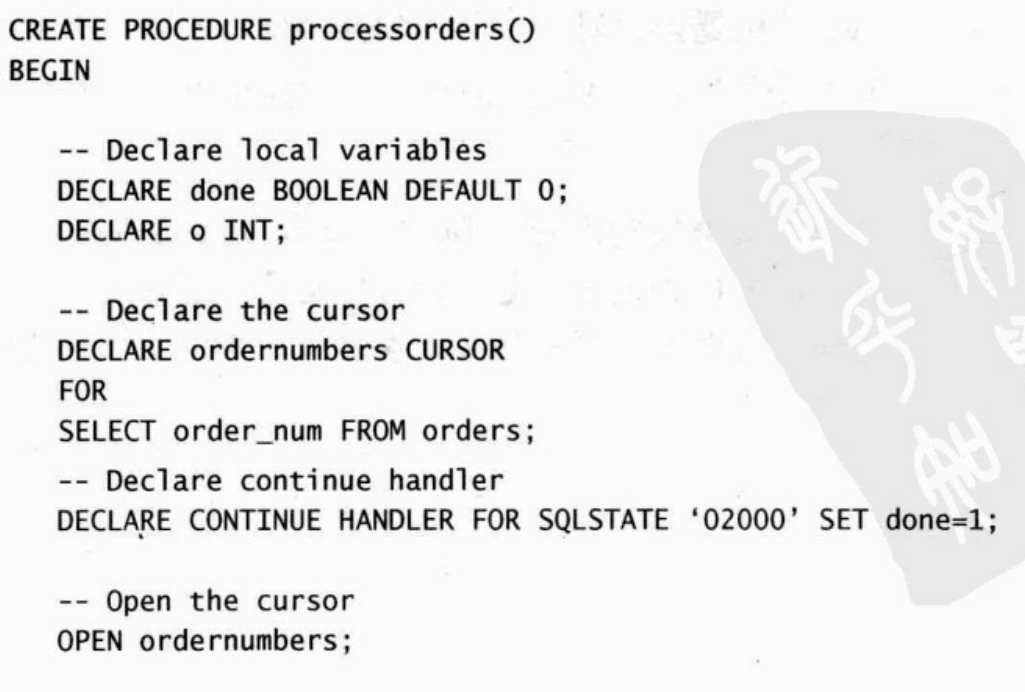 CREATE PROCEDURE processorders()
BEGIN
-- Declare local variables
DECLARE done BOOLEAN DEFAULT 0;
DECLARE o INT;
-- Declare the cursor
DECLARE ordernumbers CURSOR
FOR
SELECT order_num FROM orders;
-- Declare continue handler
DECLARE CONTINUE HANDLER FOR SQLSTATE ‘02000’ SET done=1;
-- Open the cursor
OPEN ordernumbers;